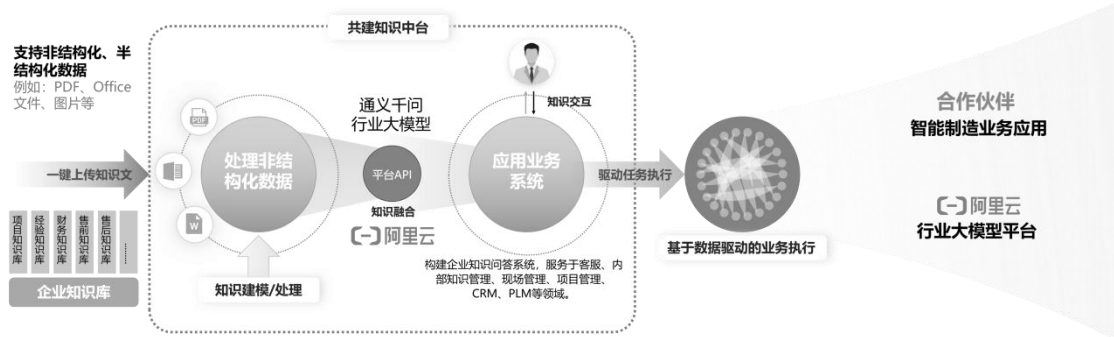 共建知识中台
支持非结构化、半
结构化数据
例如：PDF、Office
文件、图片等
一键上传知识文
项目知识库
经验知识库
财务知识库
售前知识库
售后知识库
……
企业知识库
PDF
W
处理非结
构化数据
知识建模/处理
通义千问
行业大模型
平台API
知识融合
阿里云
知识交互
应用业务
系统
构建企业知识问答系统，服务于客服、内
部知识管理、现场管理、项目管理、
CRM、PLM等领域。
驱动任务执行
基于数据驱动的业务执行
合作伙伴
智能制造业务应用
阿里云
行业大模型平台